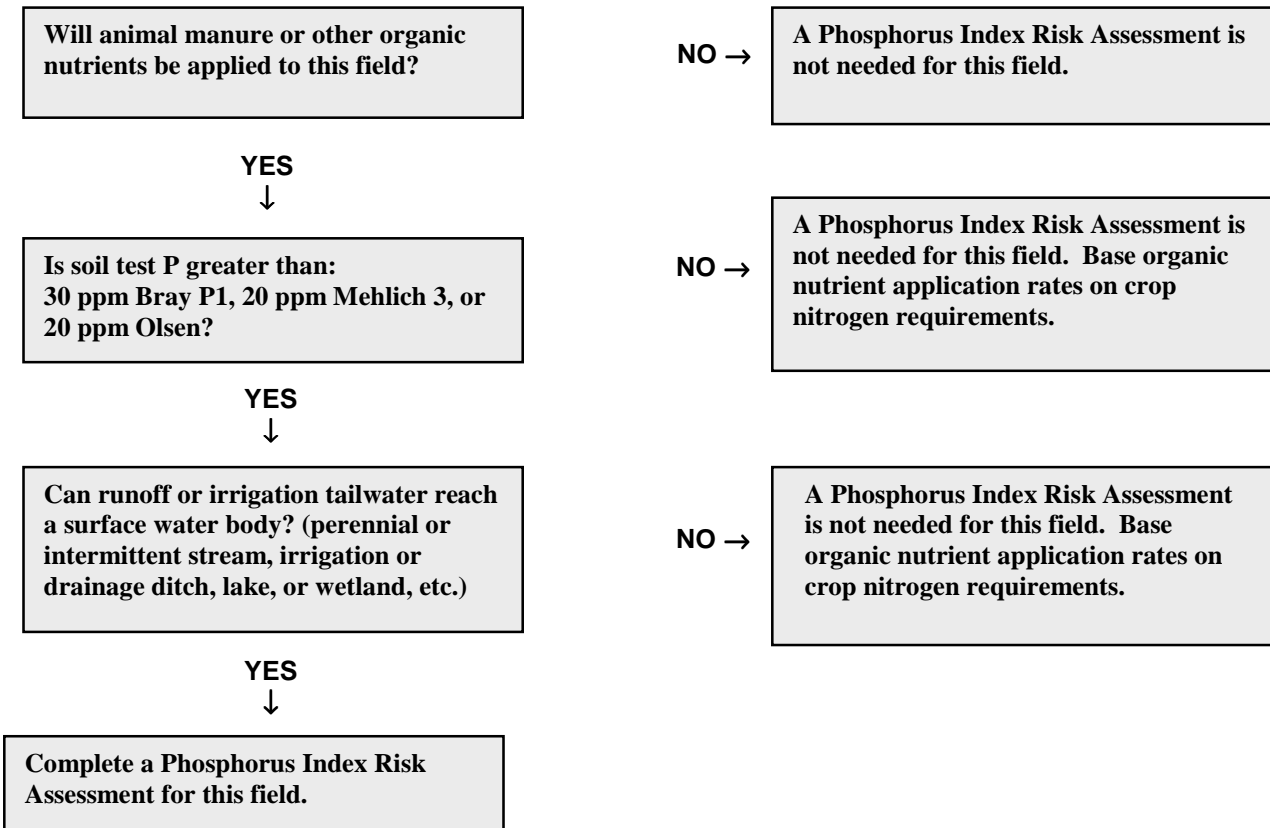 Will animal manure or other organic
nutrients be applied to this field?
NO →
A Phosphorus Index Risk Assessment is
not needed for this field.
YES
↓
Is soil test P greater than:
30 ppm Bray P1, 20 ppm Mehlich 3, or
20 ppm Olsen?
NO →
A Phosphorus Index Risk Assessment is
not needed for this field.  Base organic
nutrient application rates on crop
nitrogen requirements.
YES
↓
Can runoff or irrigation tailwater reach
a surface water body? (perennial or
intermittent stream, irrigation or
drainage ditch, lake, or wetland, etc.)
NO →
A Phosphorus Index Risk Assessment
is not needed for this field.  Base
organic nutrient application rates on
crop nitrogen requirements.
YES
↓
Complete a Phosphorus Index Risk
Assessment for this field.